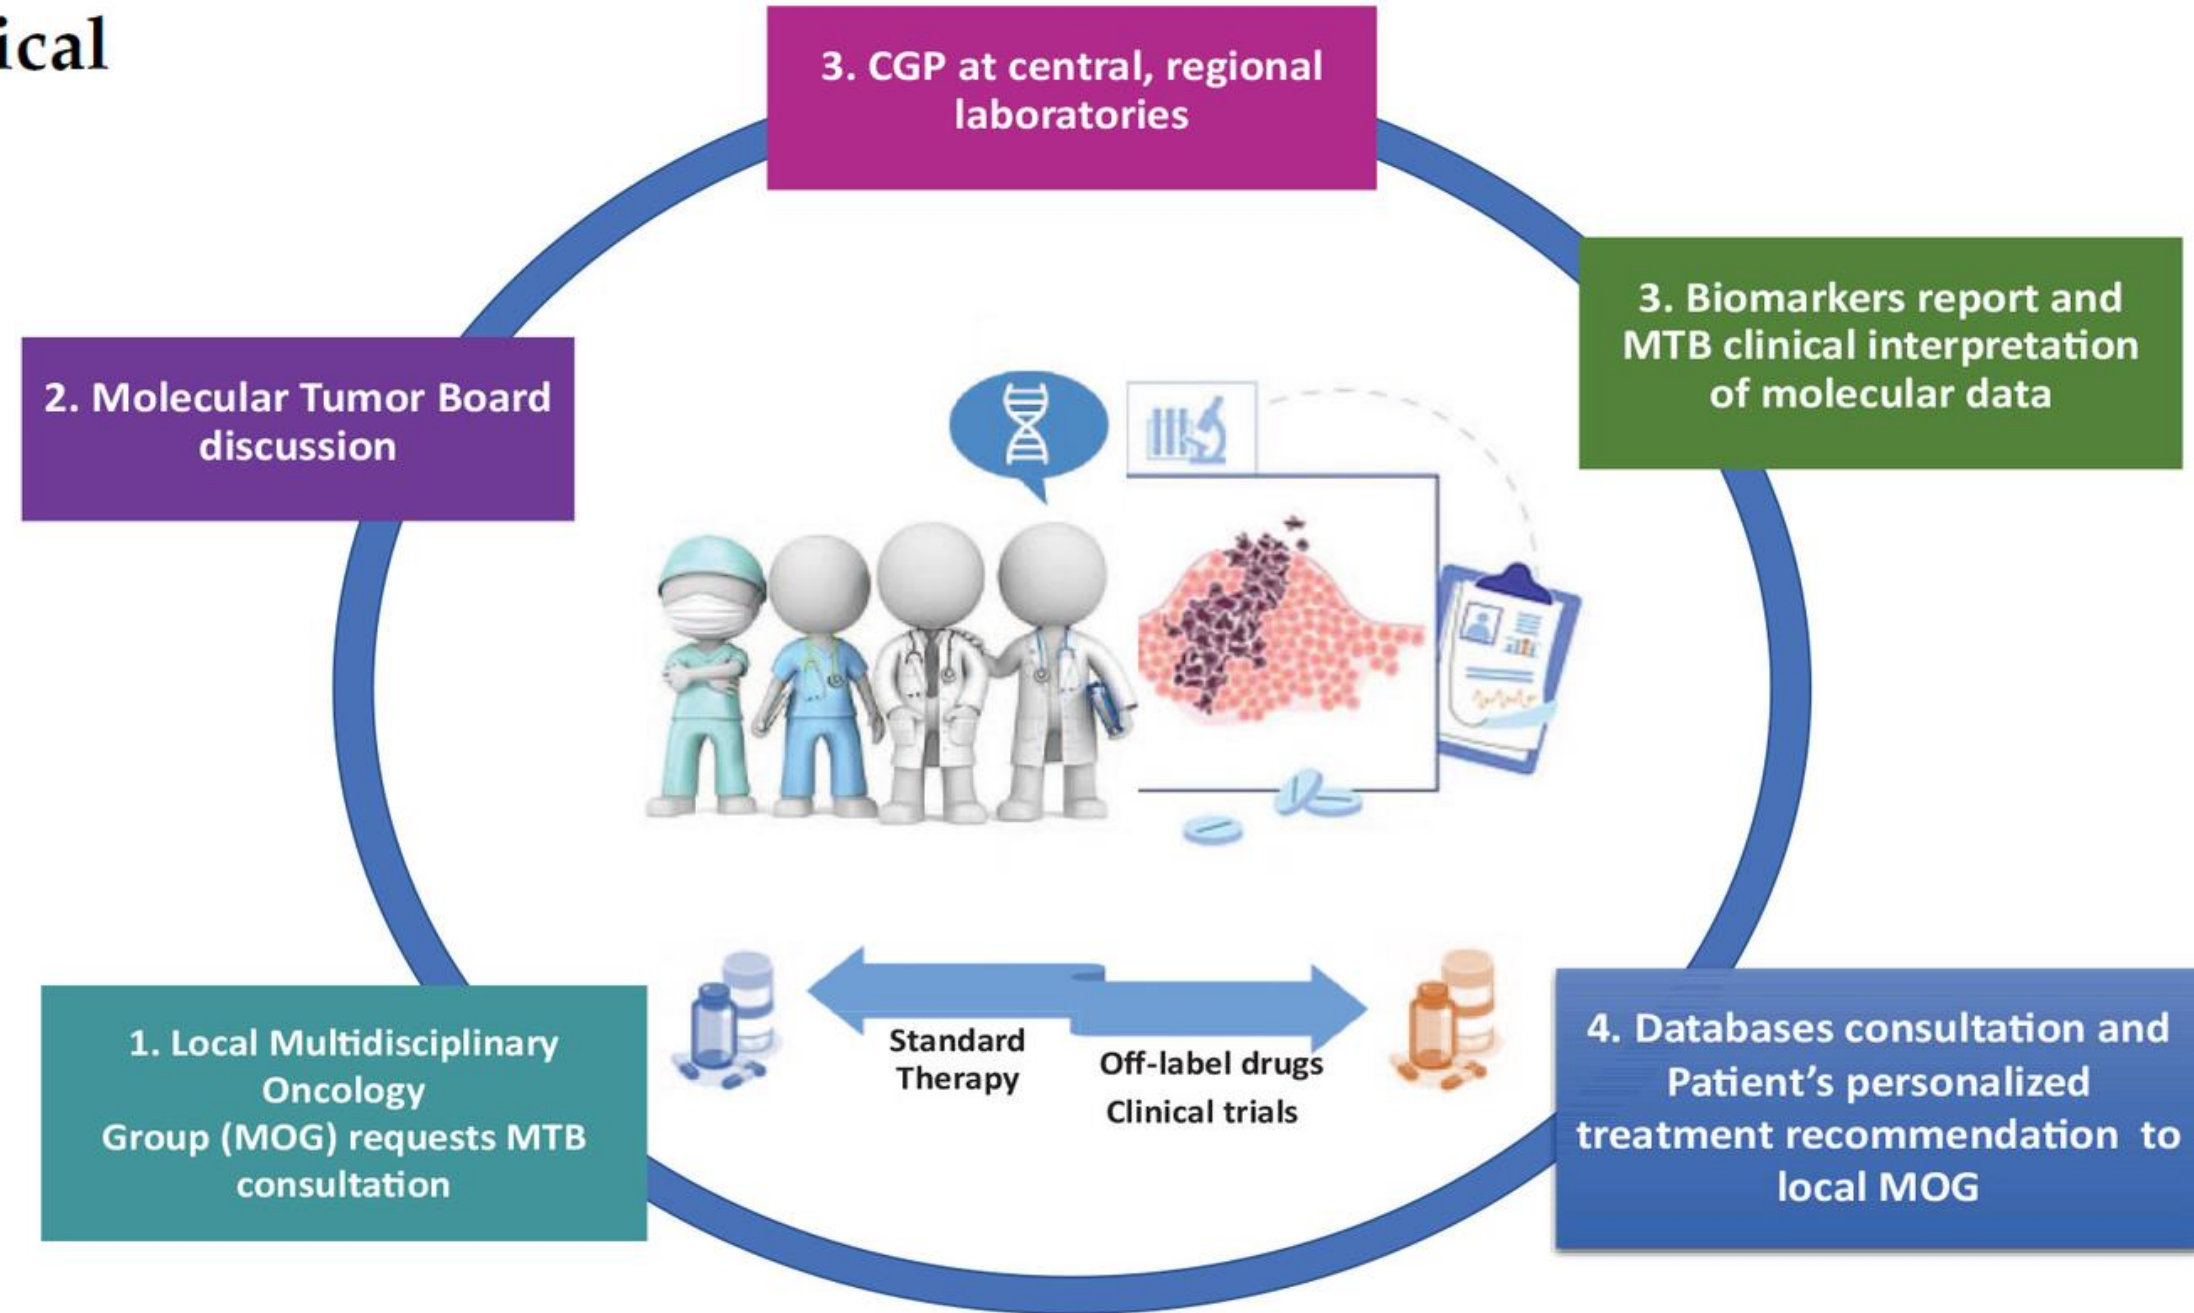 ical
3. CGP at central, regional
laboratories
3. Biomarkers report and
MTB clinical interpretation
of molecular data
2. Molecular Tumor Board
discussion
1. Local Multidisciplinary
Oncology
Group (MOG) requests MTB
consultation
Standard
Therapy
Off-label drugs
Clinical trials
4. Databases consultation and
Patient’s personalized
treatment recommendation to
local MOG